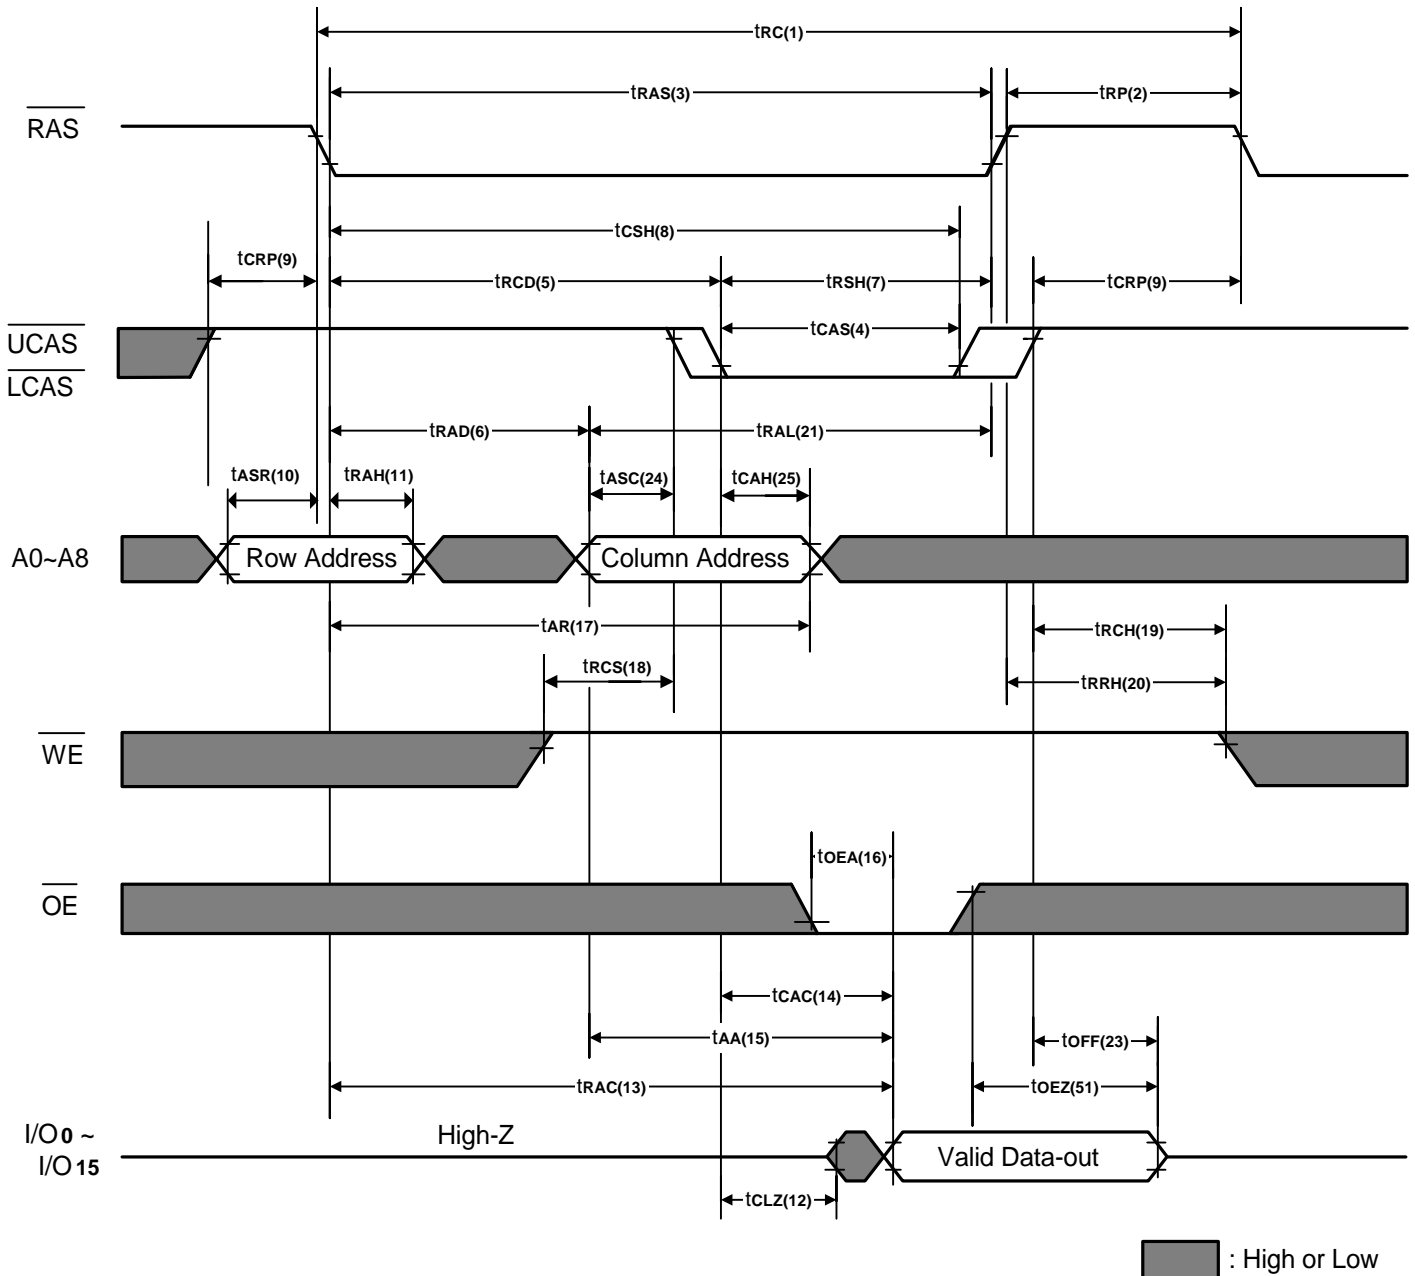 tRC(1)
tRAS(3)
tRP(2)
RAS
tCSH(8)
tCRP(9)
tRCD(5)
tRSH(7)
tCRP(9)
UCAS
tCAS(4)
LCAS
tRAD(6)
tRAL(21)
tASR(10)
tRAH(11)
tASC(24)
tCAH(25)
A0~A8
Row Address
Column Address
tAR(17)
tRCH(19)
tRCS(18)
tRRH(20)
WE
tOEA(16)
OE
tCAC(14)
tAA(15)
tOFF(23)
tRAC(13)
tOEZ(51)
I/O0 ~
I/O15
High-Z
Valid Data-out
tCLZ(12)
: High or Low